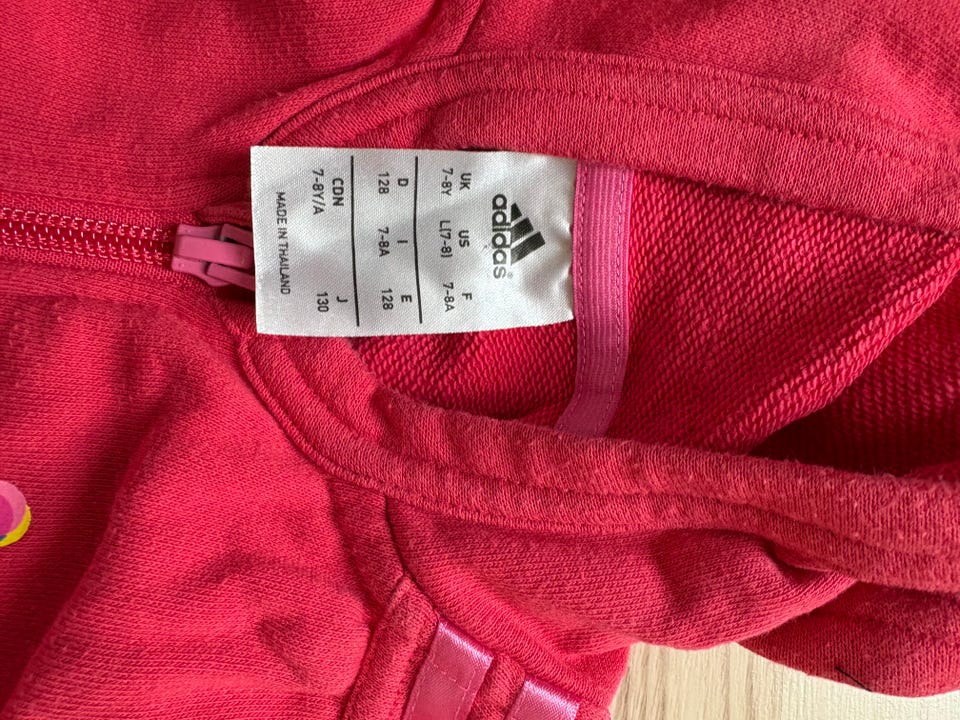 adidas®
UK US F
7-8Y L(7-8) 7-8A
D I E
128 7-8A 128
CDN J
7-8Y/A 130
MADE IN THAILAND